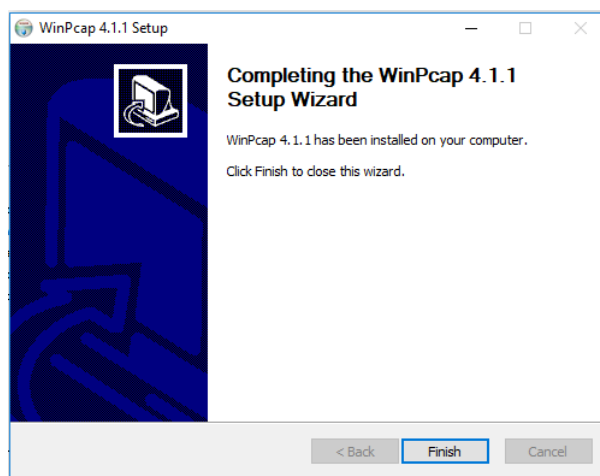 WinPcap 4.1.1 Setup
Completing the WinPcap 4.1.1
Setup Wizard
WinPcap 4.1.1 has been installed on your computer.
Click Finish to close this wizard.
< Back
Finish
Cancel